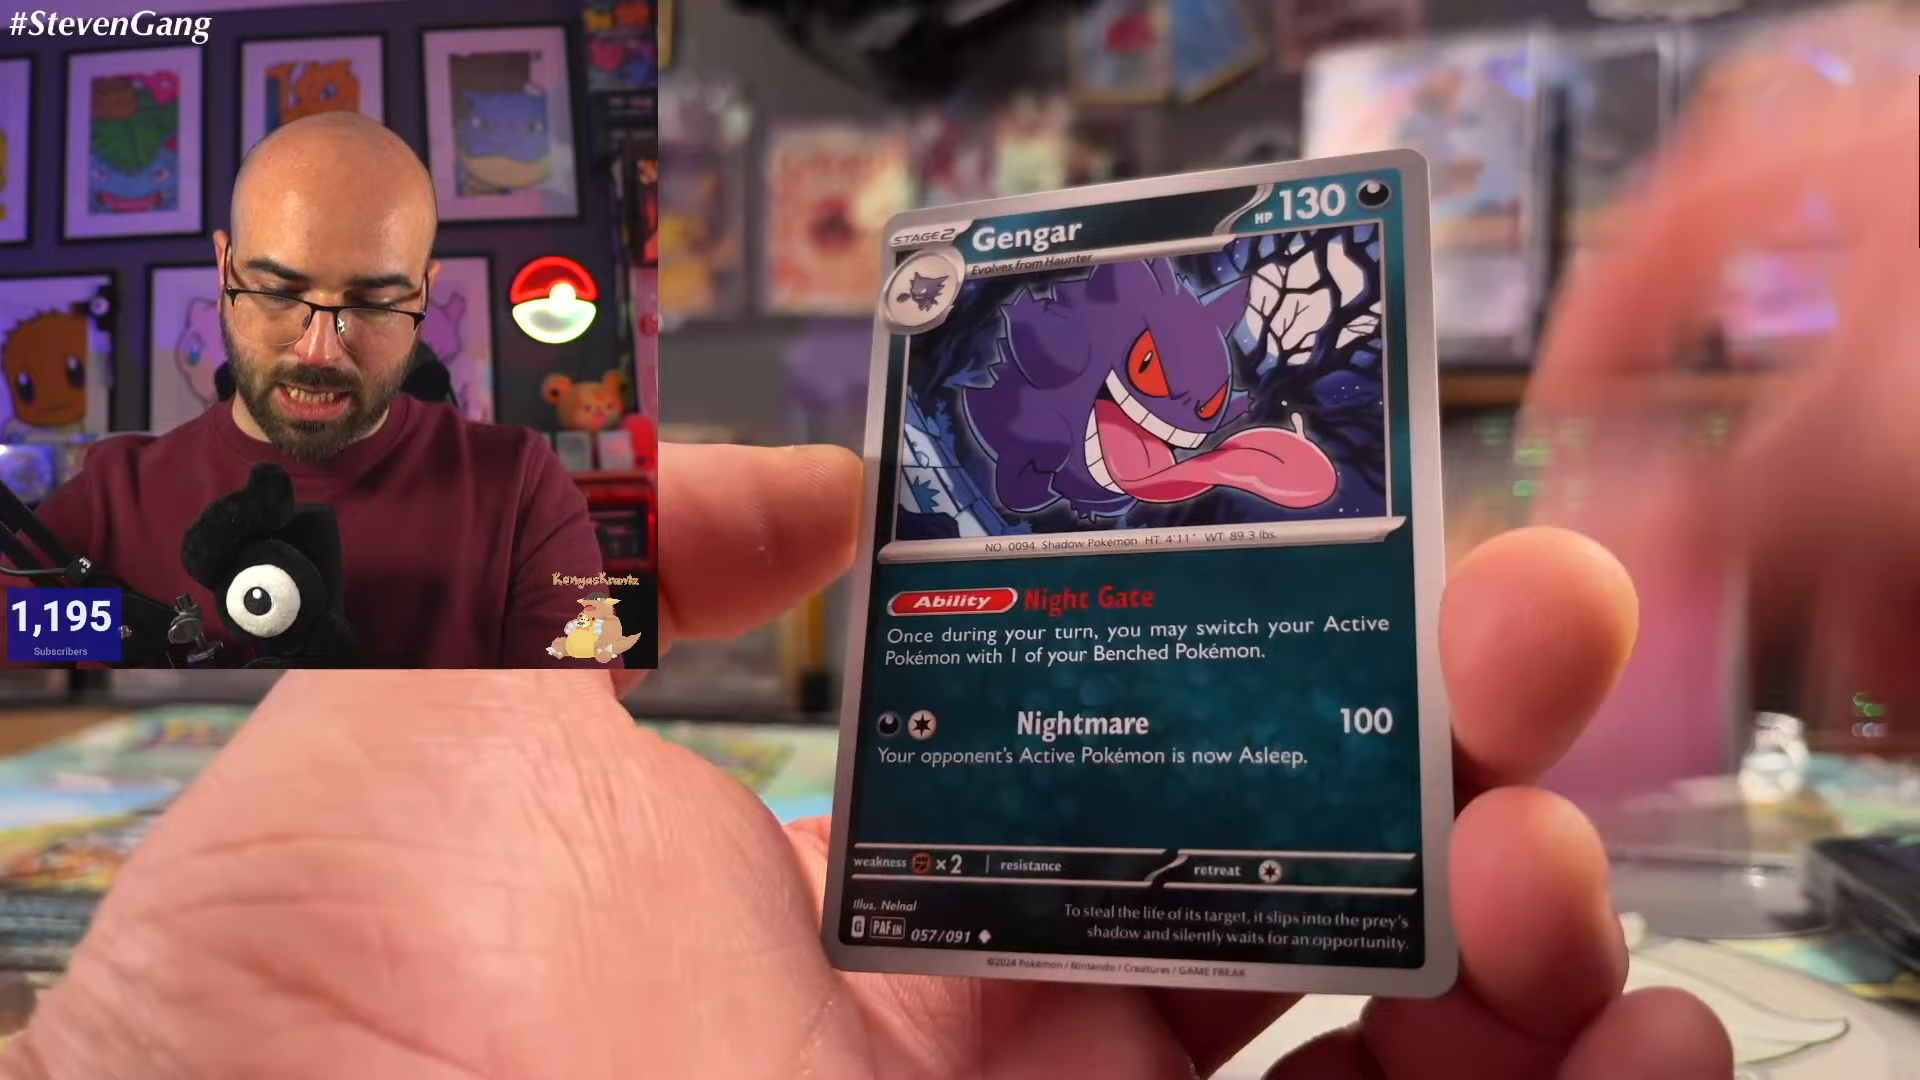 #StevenGang
1,195
Subscribers
KangasKrantz
STAGE2
Gengar
HP 130
Evolves from Haunter
NO. 0094 Shadow Pokémon HT: 4'11" WT: 89.3 lbs.
Ability Night Gate
Once during your turn, you may switch your Active
Pokémon with 1 of your Benched Pokémon.
Nightmare 100
Your opponent's Active Pokémon is now Asleep.
weakness ×2 resistance retreat
Illus. Nelnal
G PAF EN 057/091
To steal the life of its target, it slips into the prey's
shadow and silently waits for an opportunity.
©2024 Pokémon / Nintendo / Creatures / GAME FREAK